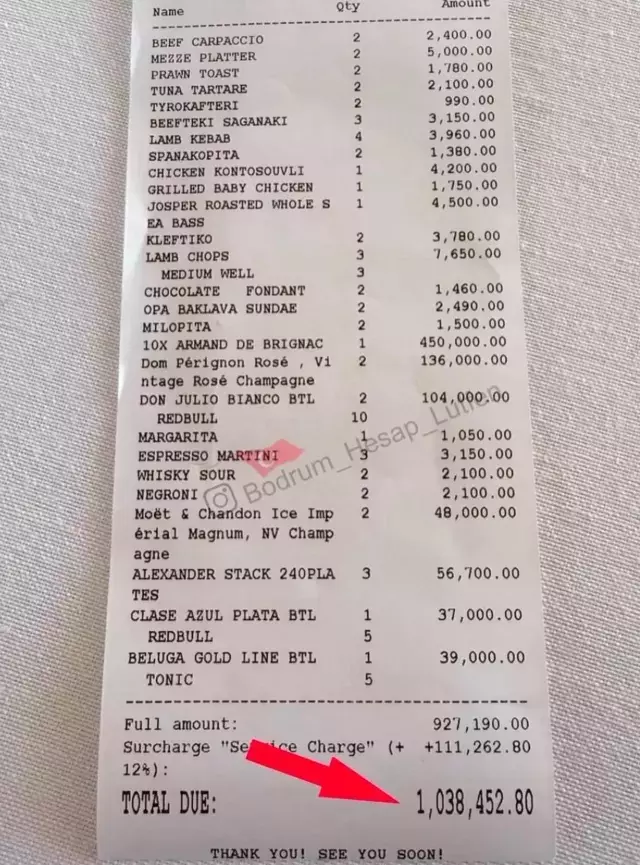 Name Qty Amount
BEEF CARPACCIO 2 2,400.00
MEZZE PLATTER 2 5,000.00
PRAWN TOAST 2 1,780.00
TUNA TARTARE 2 2,100.00
TYROKAFTERI 2 990.00
BEEFTEKI SAGANAKI 3 3,150.00
LAMB KEBAB 4 3,960.00
SPANAKOPITA 2 1,380.00
CHICKEN KONTOSOUVLI 1 4,200.00
GRILLED BABY CHICKEN 1 1,750.00
JOSPER ROASTED WHOLE S 1 4,500.00
EA BASS
KLEFTIKO 2 3,780.00
LAMB CHOPS 3 7,650.00
MEDIUM WELL 3
CHOCOLATE FONDANT 2 1,460.00
OPA BAKLAVA SUNDAE 2 2,490.00
MILOPITA 2 1,500.00
10X ARMAND DE BRIGNAC 1 450,000.00
Dom Pérignon Rosé , Vi 2 136,000.00
ntage Rosé Champagne
DON JULIO BIANCO BTL 2 104,000.00
REDBULL 10
MARGARITA 1 1,050.00
ESPRESSO MARTINI 3 3,150.00
WHISKY SOUR 2 2,100.00
NEGRONI 2 2,100.00
Moët & Chandon Ice Imp 2 48,000.00
érial Magnum, NV Champ
agne
ALEXANDER STACK 240PLA 3 56,700.00
TES
CLASE AZUL PLATA BTL 1 37,000.00
REDBULL 5
BELUGA GOLD LINE BTL 1 39,000.00
TONIC 5
Full amount: 927,190.00
Surcharge "Service Charge" (+ +111,262.80
12%):
TOTAL DUE: 1,038,452.80
THANK YOU! SEE YOU SOON!
Bodrum_Hesap_Lutfen